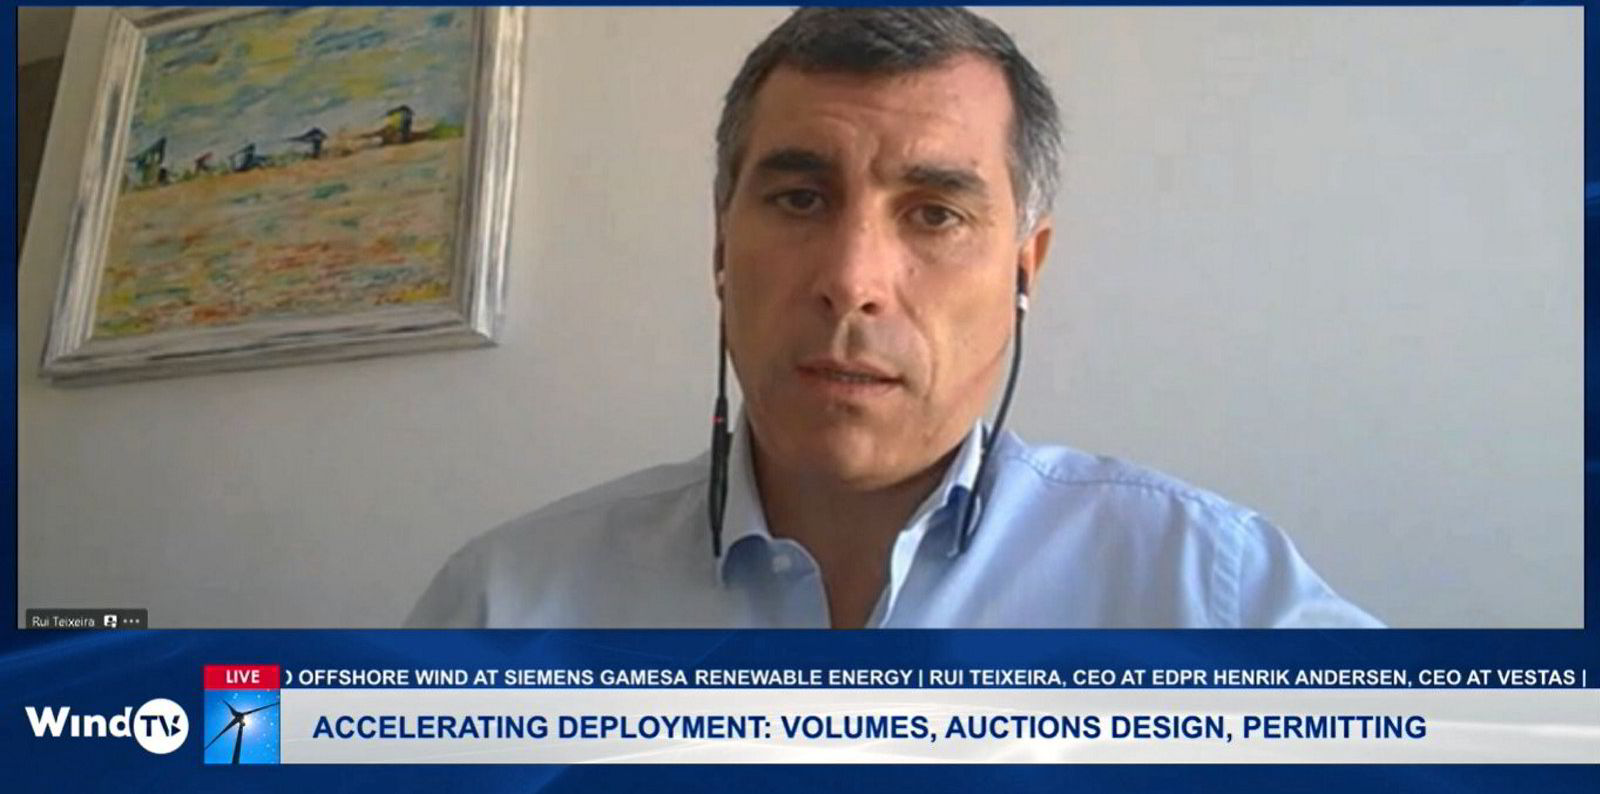 Rui Teixeira
LIVE
OFFSHORE WIND AT SIEMENS GAMESA RENEWABLE ENERGY | RUI TEIXEIRA, CEO AT EDPR HENRIK ANDERSEN, CEO AT VESTAS |
WindTV
ACCELERATING DEPLOYMENT: VOLUMES, AUCTIONS DESIGN, PERMITTING